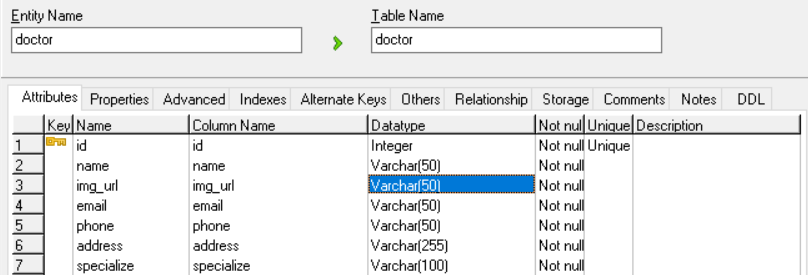 Entity Name Table Name
doctor doctor
Attributes Properties Advanced Indexes Alternate Keys Others Relationship Storage Comments Notes DDL
Key Name Column Name Datatype Not nul Unique Description
1 id id Integer Not null Unique
2 name name Varchar(50) Not null
3 img_url img_url Varchar(50) Not null
4 email email Varchar(50) Not null
5 phone phone Varchar(50) Not null
6 address address Varchar(255) Not null
7 specialize specialize Varchar(100) Not null